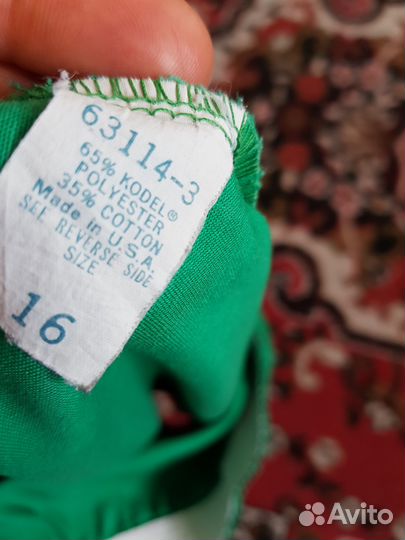 63114-3
65% KODEL®
POLYESTER
35% COTTON
Made in U.S.A
SEE REVERSE SIDE
SIZE
16
Avito